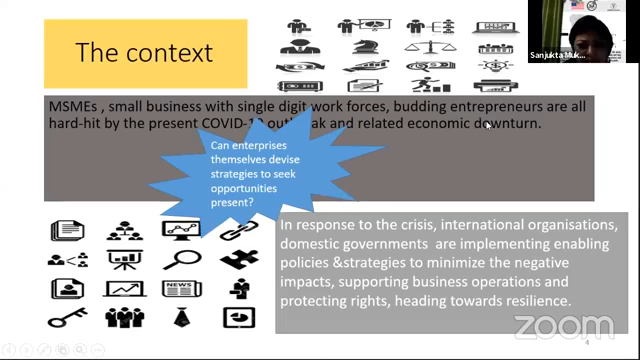 The context
Sanjukta Muk...
MSMEs , small business with single digit work forces, budding entrepreneurs are all
hard-hit by the present COVID-19 outbreak and related economic downturn.
Can enterprises
themselves devise
strategies to seek
opportunities
present?
In response to the crisis, international organisations,
domestic governments are implementing enabling
policies &strategies to minimize the negative
impacts, supporting business operations and
protecting rights, heading towards resilience.
NEWS
zoom
4